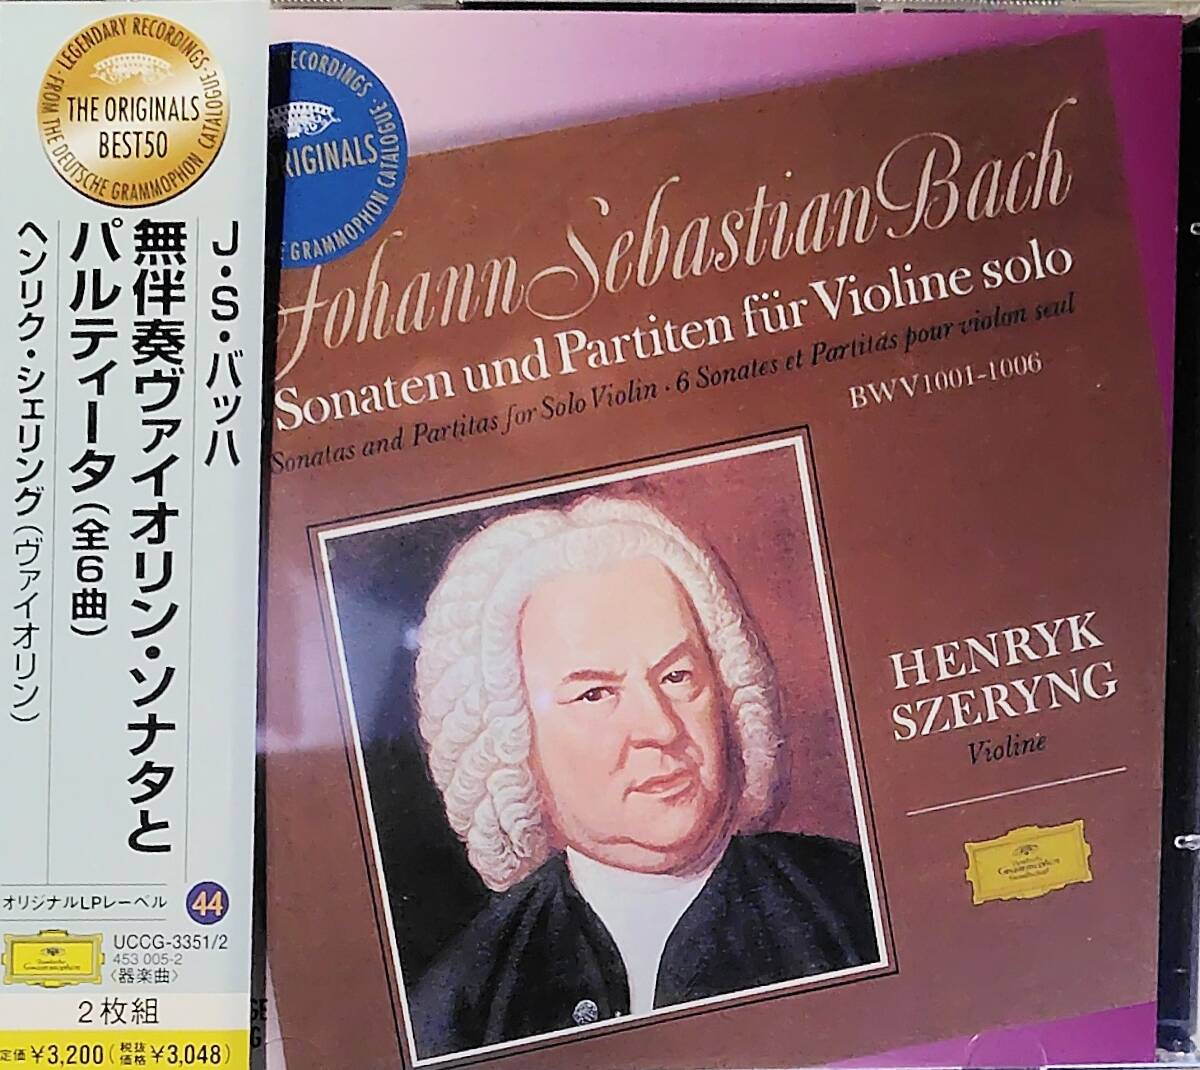 LEGENDARY RECORDINGS · FROM THE DEUTSCHE GRAMMOPHON CATALOGUE ·
THE ORIGINALS
BEST50
J・S・バッハ
無伴奏ヴァイオリン・ソナタと
パルティータ(全6曲)
ヘンリク・シェリング(ヴァイオリン)
オリジナルLPレーベル
44
Deutsche
Grammophon
UCCG-3351/2
453 005-2
〈器楽曲〉
2枚組
定価 ¥3,200(税抜価格 ¥3,048)
RECORDINGS ·
GRAMMOPHON CATALOGUE
RIGINALS
Johann Sebastian Bach
Sonaten und Partiten für Violine solo
Sonatas and Partitas for Solo Violin · 6 Sonates et Partitas pour violon seul
BWV 1001-1006
HENRYK
SZERYNG
Violine
Deutsche
Grammophon
Gesellschaft